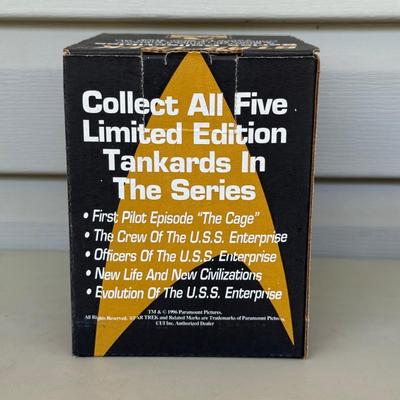 Collect All Five
Limited Edition
Tankards In
The Series
• First Pilot Episode "The Cage"
• The Crew Of The U.S.S. Enterprise
• Officers Of The U.S.S. Enterprise
• New Life And New Civilizations
• Evolution Of The U.S.S. Enterprise
TM & © 1996 Paramount Pictures.
All Rights Reserved. STAR TREK and Related Marks are Trademarks of Paramount Pictures.
CUI Inc. Authorized Dealer